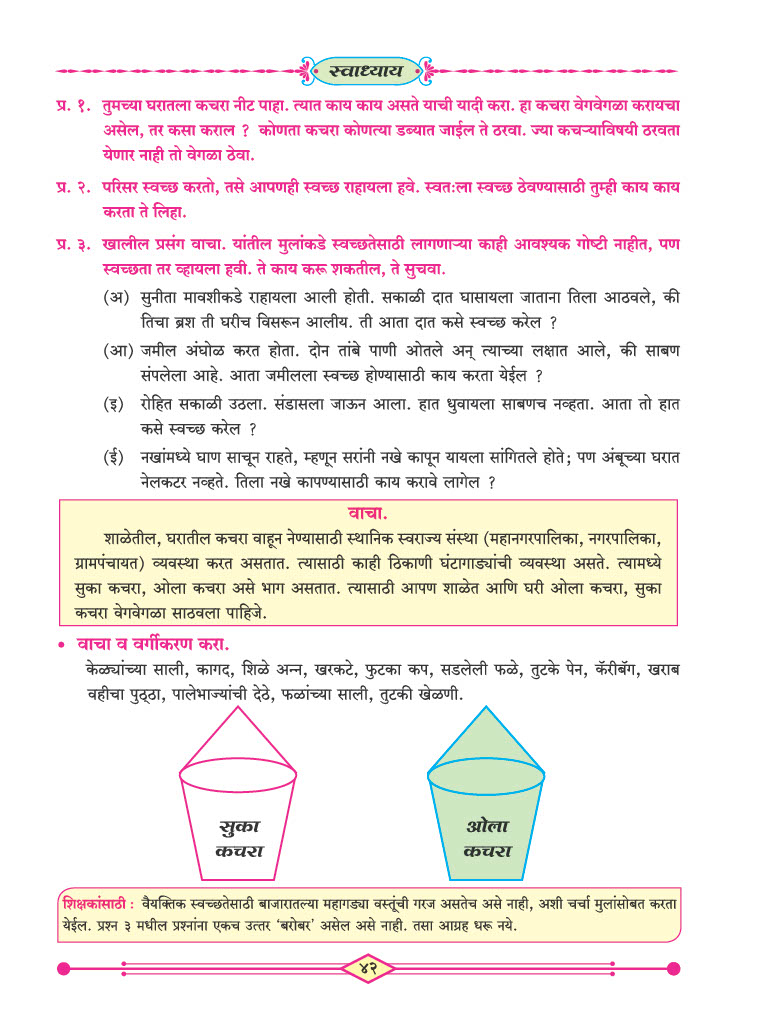 स्वाध्याय
प्र. १. तुमच्या घरातला कचरा नीट पाहा. त्यात काय काय असते याची यादी करा. हा कचरा वेगवेगळा करायचा
असेल, तर कसा कराल ? कोणता कचरा कोणत्या डब्यात जाईल ते ठरवा. ज्या कचऱ्याविषयी ठरवता
येणार नाही तो वेगळा ठेवा.
प्र. २. परिसर स्वच्छ करतो, तसे आपणही स्वच्छ राहायला हवे. स्वतःला स्वच्छ ठेवण्यासाठी तुम्ही काय काय
करता ते लिहा.
प्र. ३. खालील प्रसंग वाचा. यांतील मुलांकडे स्वच्छतेसाठी लागणाऱ्या काही आवश्यक गोष्टी नाहीत, पण
स्वच्छता तर व्हायला हवी. ते काय करू शकतील, ते सुचवा.
(अ) सुनीता मावशीकडे राहायला आली होती. सकाळी दात घासायला जाताना तिला आठवले, की
तिचा ब्रश ती घरीच विसरून आलीय. ती आता दात कसे स्वच्छ करेल ?
(आ) जमील अंघोळ करत होता. दोन तांबे पाणी ओतले अन् त्याच्या लक्षात आले, की साबण
संपलेला आहे. आता जमीलला स्वच्छ होण्यासाठी काय करता येईल ?
(इ) रोहित सकाळी उठला. संडासला जाऊन आला. हात धुवायला साबणच नव्हता. आता तो हात
कसे स्वच्छ करेल ?
(ई) नखांमध्ये घाण साचून राहते, म्हणून सरांनी नखे कापून यायला सांगितले होते; पण अंबूच्या घरात
नेलकटर नव्हते. तिला नखे कापण्यासाठी काय करावे लागेल ?
वाचा.
शाळेतील, घरातील कचरा वाहून नेण्यासाठी स्थानिक स्वराज्य संस्था (महानगरपालिका, नगरपालिका,
ग्रामपंचायत) व्यवस्था करत असतात. त्यासाठी काही ठिकाणी घंटागाड्यांची व्यवस्था असते. त्यामध्ये
सुका कचरा, ओला कचरा असे भाग असतात. त्यासाठी आपण शाळेत आणि घरी ओला कचरा, सुका
कचरा वेगवेगळा साठवला पाहिजे.
• वाचा व वर्गीकरण करा.
केळ्यांच्या साली, कागद, शिळे अन्न, खरकटे, फुटका कप, सडलेली फळे, तुटके पेन, कॅरीबॅग, खराब
वहीचा पुठ्ठा, पालेभाज्यांची देठे, फळांच्या साली, तुटकी खेळणी.
सुका
कचरा
ओला
कचरा
शिक्षकांसाठी : वैयक्तिक स्वच्छतेसाठी बाजारातल्या महागड्या वस्तूंची गरज असतेच असे नाही, अशी चर्चा मुलांसोबत करता
येईल. प्रश्न ३ मधील प्रश्नांना एकच उत्तर ‘बरोबर’ असेल असे नाही. तसा आग्रह धरू नये.
४२